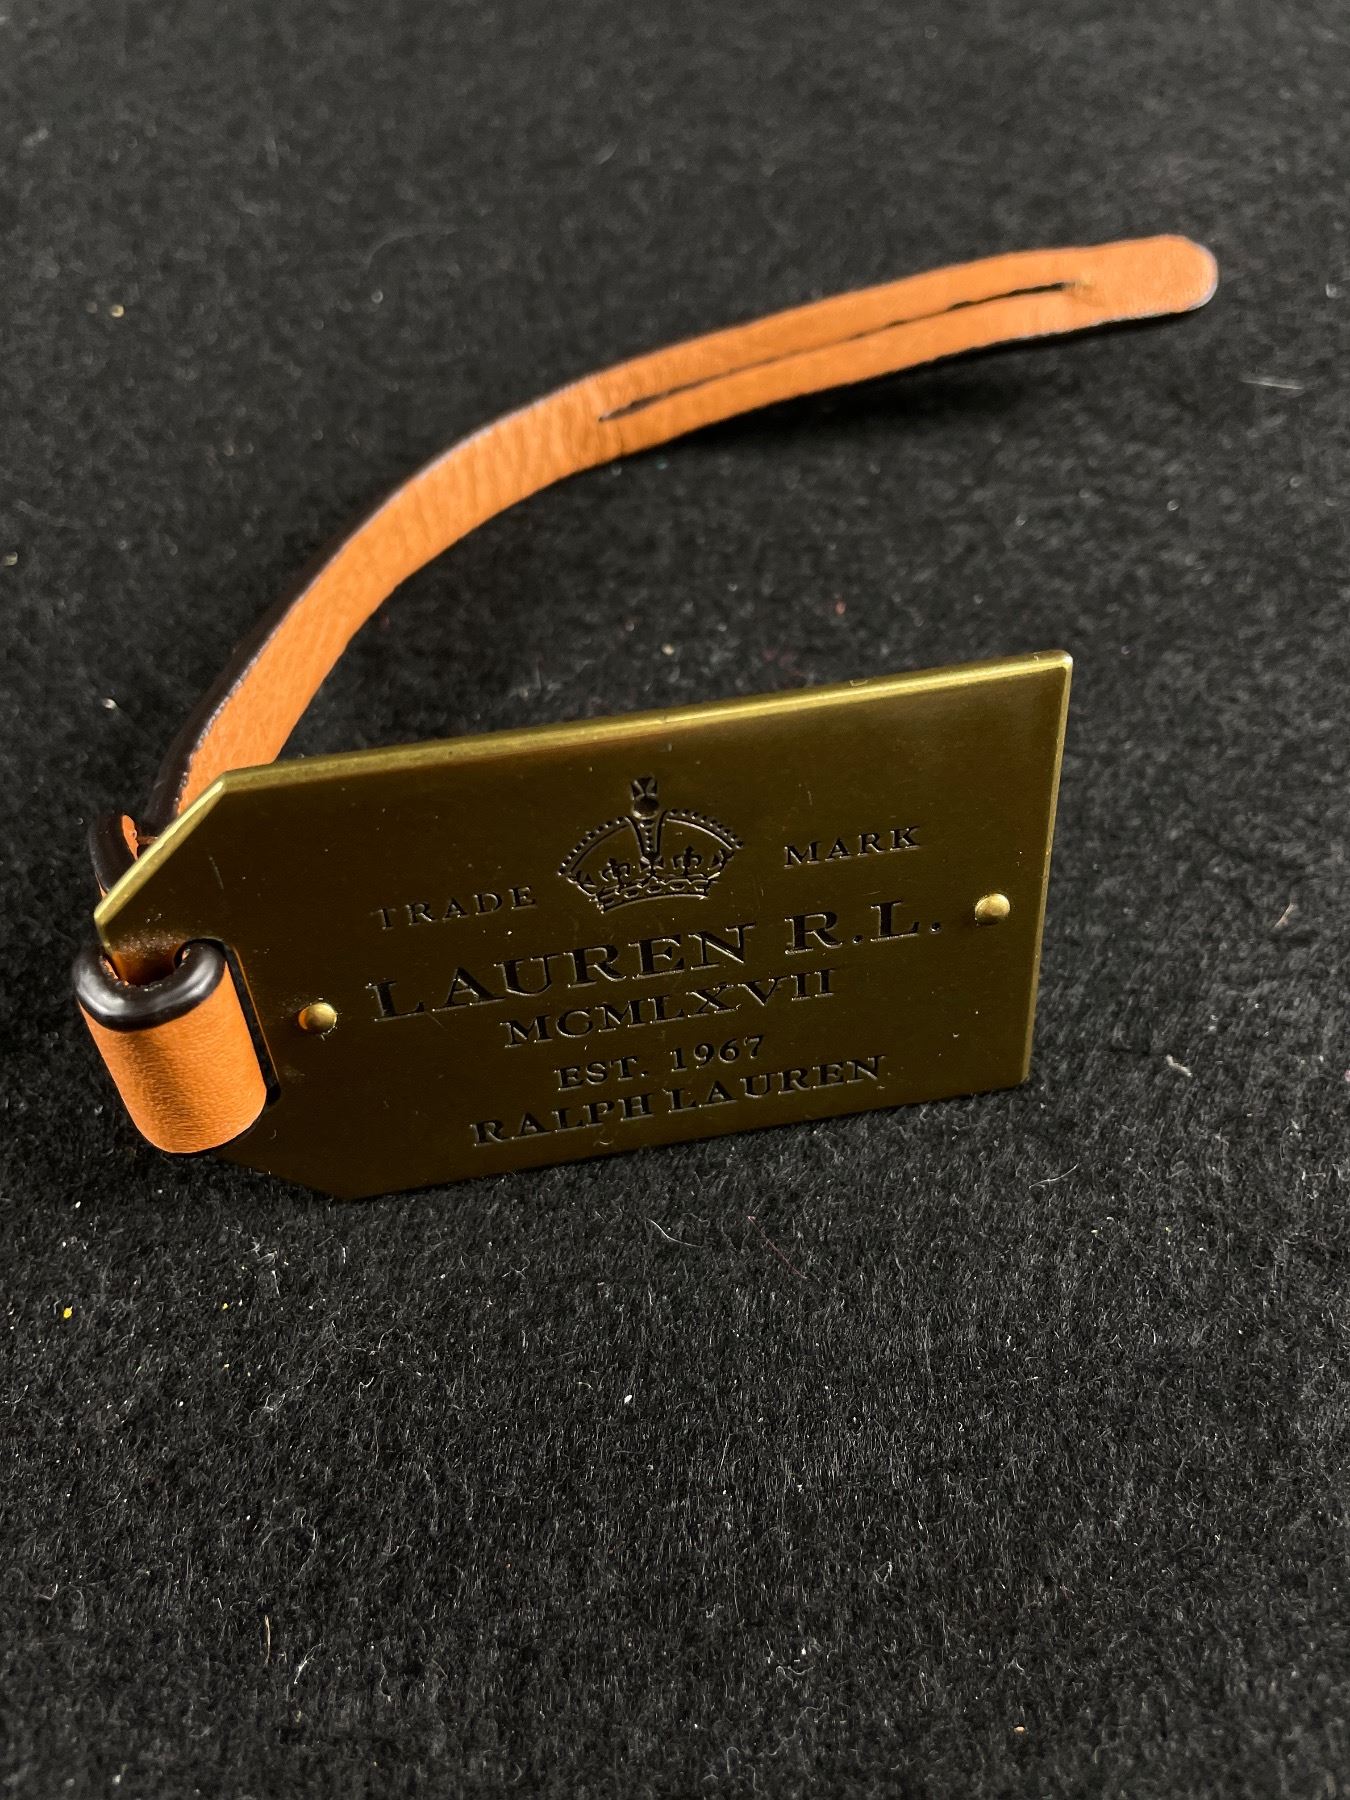 TRADE MARK
LAUREN R.L.
MCMLXVII
EST. 1967
RALPH LAUREN